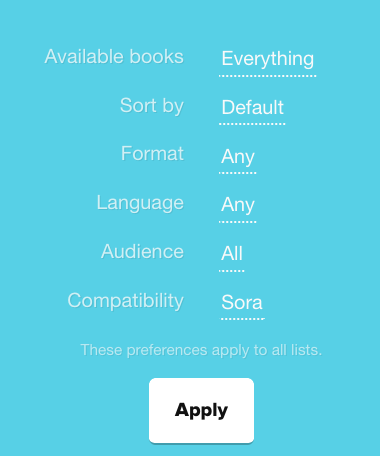 Available books Everything
Sort by Default
Format Any
Language Any
Audience All
Compatibility Sora
These preferences apply to all lists.
Apply